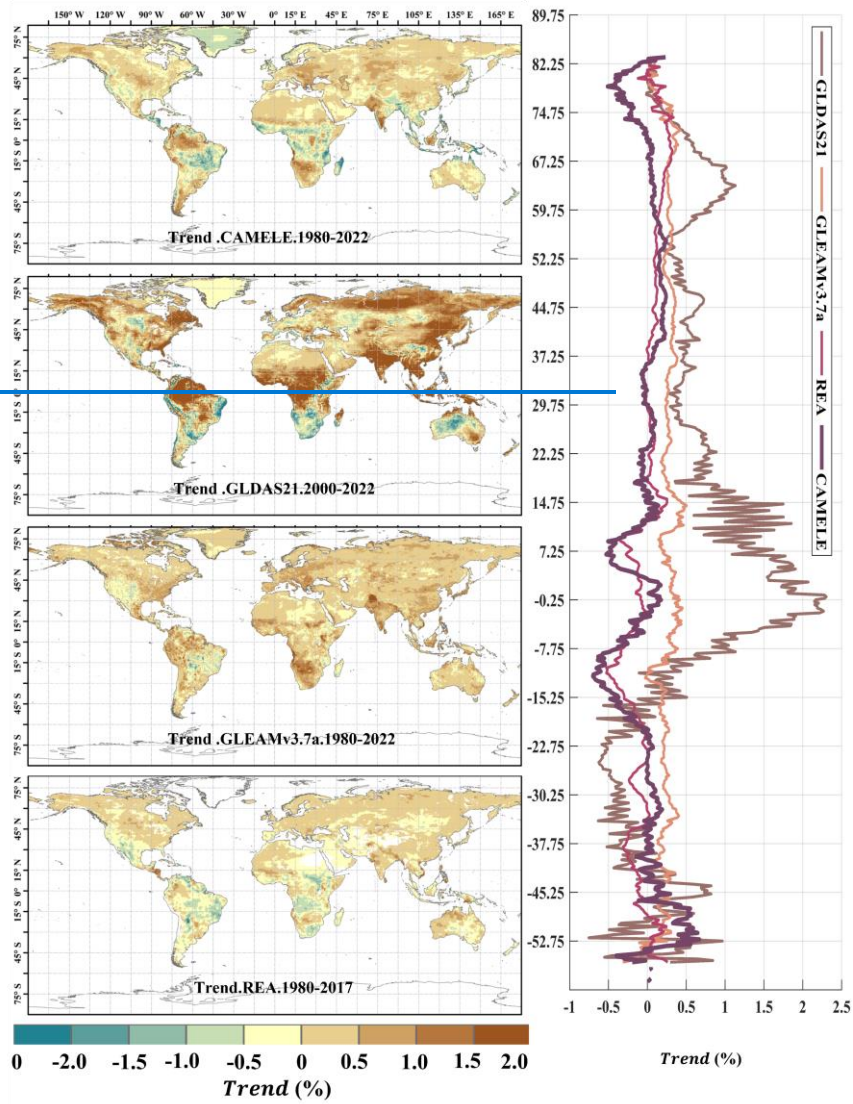 150° W 120° W 90° W 60° W 30° W 15° E 45° E 75° E 105° E 135° E 165° E
75° N
45° N
15° N
0°
15° S
45° S
75° S
Trend .CAMELE.1980-2022
75° N
45° N
15° N
0°
15° S
45° S
75° S
Trend .GLDAS21.2000-2022
75° N
45° N
15° N
0°
15° S
45° S
75° S
Trend .GLEAMv3.7a.1980-2022
75° N
45° N
15° N
0°
15° S
45° S
75° S
Trend.REA.1980-2017
0 -2.0 -1.5 -1.0 -0.5 0 0.5 1.0 1.5 2.0
Trend (%)
89.75
82.25
74.75
67.25
59.75
52.25
44.75
37.25
29.75
22.25
14.75
7.25
-0.25
-7.75
-15.25
-22.75
-30.25
-37.75
-45.25
-52.75
-1 -0.5 0 0.5 1 1.5 2 2.5
Trend (%)
GLDAS21 GLEAMv3.7a REA CAMELE